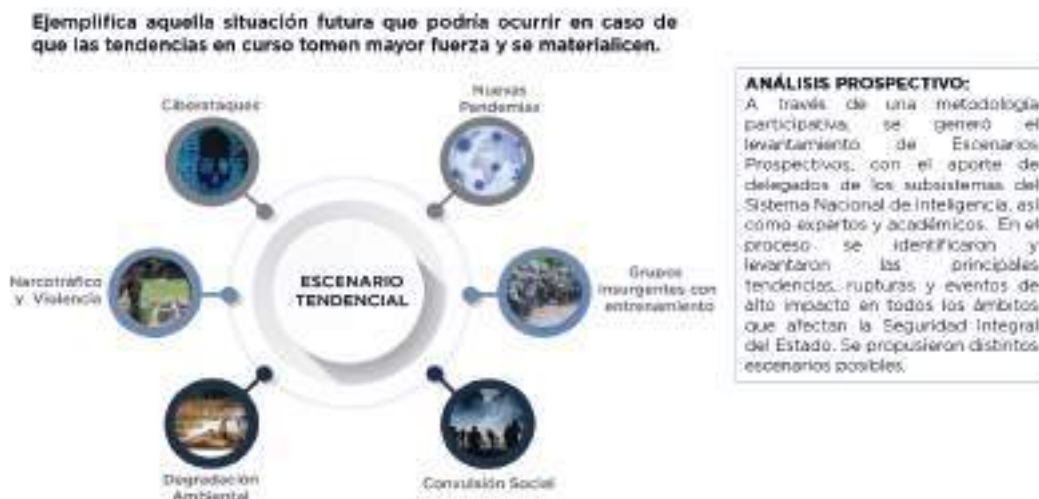 Ejemplifica aquella situación futura que podría ocurrir en caso de
que las tendencias en curso tomen mayor fuerza y se materialicen.
Ciberataques
Nuevas
Pandemias
Narcotráfico
y Violencia
ESCENARIO
TENDENCIAL
Grupos
insurgentes con
entrenamiento
Degradación
Ambiental
Convulsión Social
ANÁLISIS PROSPECTIVO:
A través de una metodología
participativa, se generó el
levantamiento de Escenarios
Prospectivos, con el aporte de
delegados de los subsistemas del
Sistema Nacional de Inteligencia, así
como expertos y académicos. En el
proceso se identificaron y
levantaron las principales
tendencias, rupturas y eventos de
alto impacto en todos los ámbitos
que afectan la Seguridad Integral
del Estado. Se propusieron distintos
escenarios posibles.